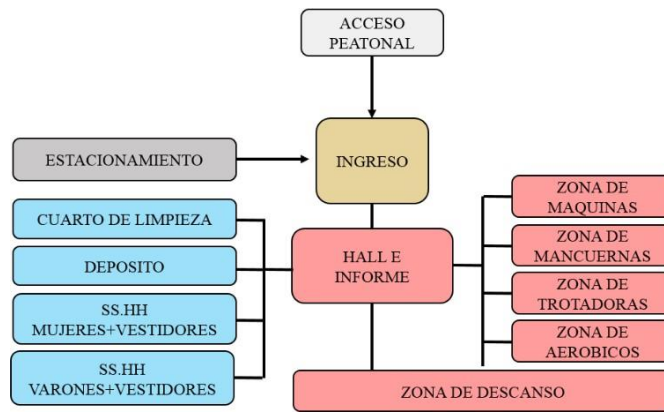 ACCESO
PEATONAL
ESTACIONAMIENTO
INGRESO
CUARTO DE LIMPIEZA
DEPOSITO
SS.HH
MUJERES+VESTIDORES
SS.HH
VARONES+VESTIDORES
HALL E
INFORME
ZONA DE
MAQUINAS
ZONA DE
MANCUERNAS
ZONA DE
TROTADORAS
ZONA DE
AEROBICOS
ZONA DE DESCANSO